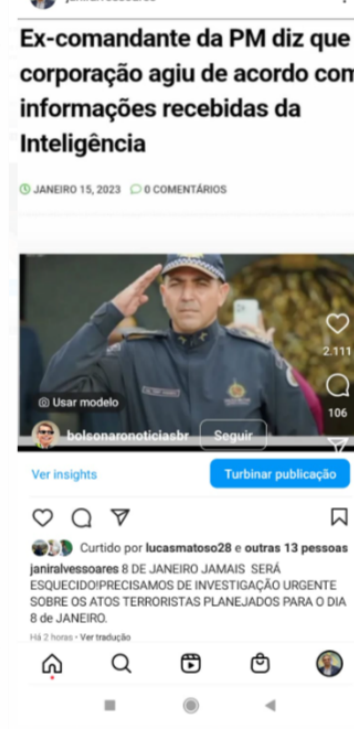 Ex-comandante da PM diz que
corporação agiu de acordo com
informações recebidas da
Inteligência
JANEIRO 15, 2023 0 COMENTÁRIOS
2.111
Usar modelo
106
bolsonaronoticiasbr Seguir
Ver insights Turbinar publicação
Curtido por lucasmatoso28 e outras 13 pessoas
janiralvessoares 8 DE JANEIRO JAMAIS SERÁ
ESQUECIDO!PRECISAMOS DE INVESTIGAÇÃO URGENTE
SOBRE OS ATOS TERRORISTAS PLANEJADOS PARA O DIA
8 de JANEIRO.
Há 2 horas • Ver tradução